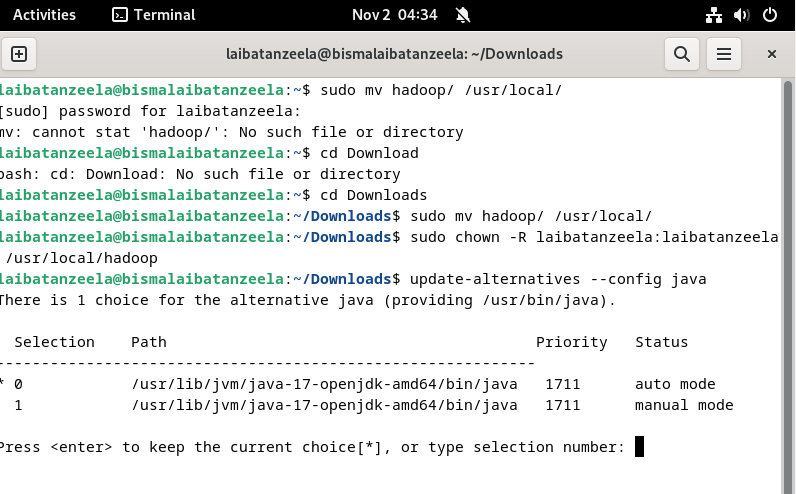 Activities Terminal Nov 2 04:34
laibatanzeela@bismalaibatanzeela: ~/Downloads
laibatanzeela@bismalaibatanzeela:~$ sudo mv hadoop/ /usr/local/
[sudo] password for laibatanzeela:
mv: cannot stat 'hadoop/': No such file or directory
laibatanzeela@bismalaibatanzeela:~$ cd Download
bash: cd: Download: No such file or directory
laibatanzeela@bismalaibatanzeela:~$ cd Downloads
laibatanzeela@bismalaibatanzeela:~/Downloads$ sudo mv hadoop/ /usr/local/
laibatanzeela@bismalaibatanzeela:~/Downloads$ sudo chown -R laibatanzeela:laibatanzeela
/usr/local/hadoop
laibatanzeela@bismalaibatanzeela:~/Downloads$ update-alternatives --config java
There is 1 choice for the alternative java (providing /usr/bin/java).
Selection Path Priority Status
------------------------------------------------------------
* 0 /usr/lib/jvm/java-17-openjdk-amd64/bin/java 1711 auto mode
1 /usr/lib/jvm/java-17-openjdk-amd64/bin/java 1711 manual mode
Press <enter> to keep the current choice[*], or type selection number: